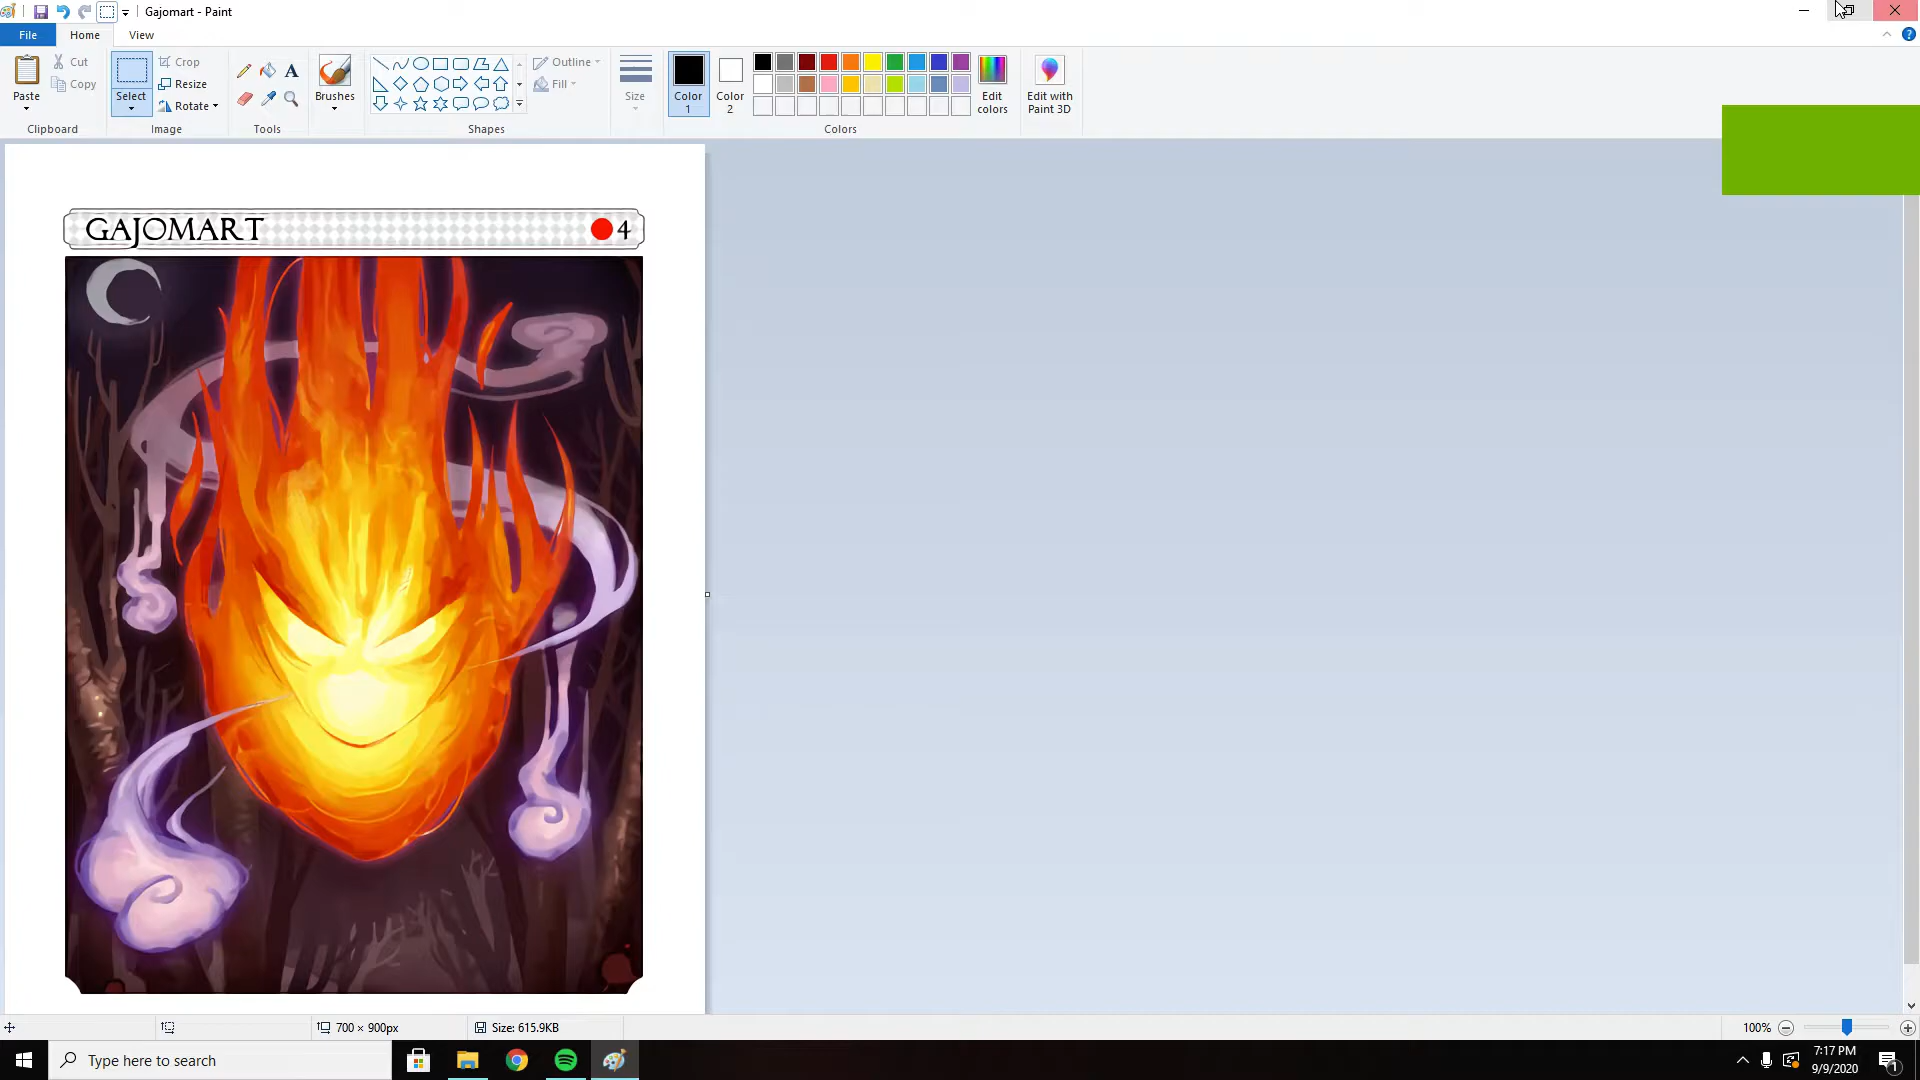 Gajomart - Paint
File Home View
Paste
Cut
Copy
Clipboard
Select
Crop
Resize
Rotate
Image
Tools
Brushes
Shapes
Outline
Fill
Size
Color 1
Color 2
Colors
Edit colors
Edit with Paint 3D
GAJOMART 4
700 × 900px
Size: 615.9KB
100%
Type here to search
7:17 PM
9/9/2020
1